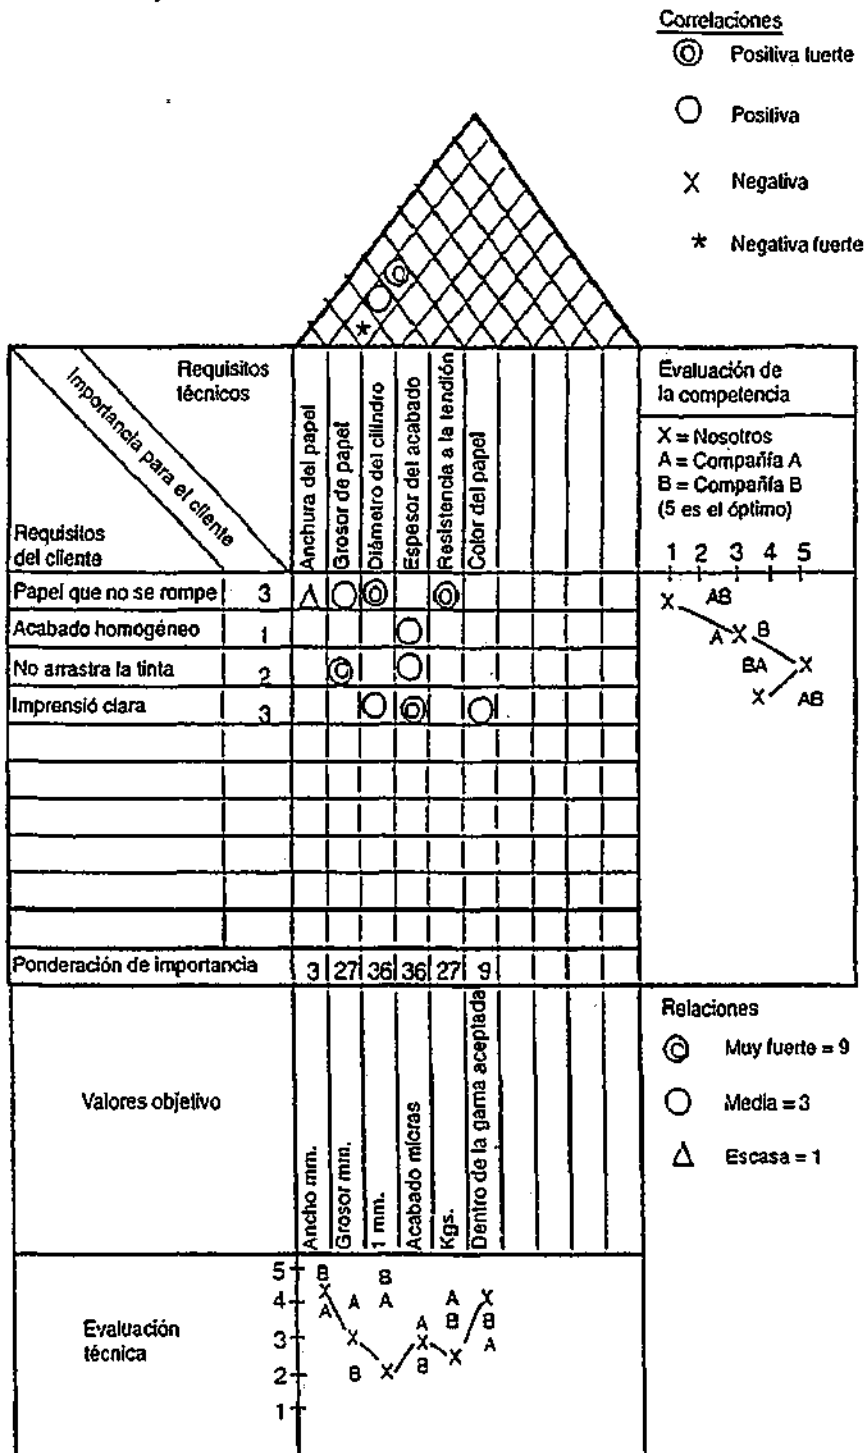 Correlaciones
Positiva fuerte
Positiva
X Negativa
* Negativa fuerte
Requisitos
técnicos
Importancia para el cliente
Requisitos
del cliente
Anchura del papel
Grosor de papel
Diámetro del cilindro
Espesor del acabado
Resistencia a la tendión
Color del papel
Evaluación de
la competencia
X = Nosotros
A = Compañía A
B = Compañía B
(5 es el óptimo)
1 2 3 4 5
Papel que no se rompe 3
X AB
Acabado homogéneo 1
A X B
No arrastra la tinta 2
BA X
Imprensió clara 3
X AB
Ponderación de importancia 3 27 36 36 27 9
Relaciones
Muy fuerte = 9
Media = 3
Escasa = 1
Valores objetivo
Ancho mm.
Grosor mm.
1 mm.
Acabado micras
Kgs.
Dentro de la gama aceptada
Evaluación
técnica
5
4
3
2
1
B X A
A X B
B A X
A X B
A B X
X B A